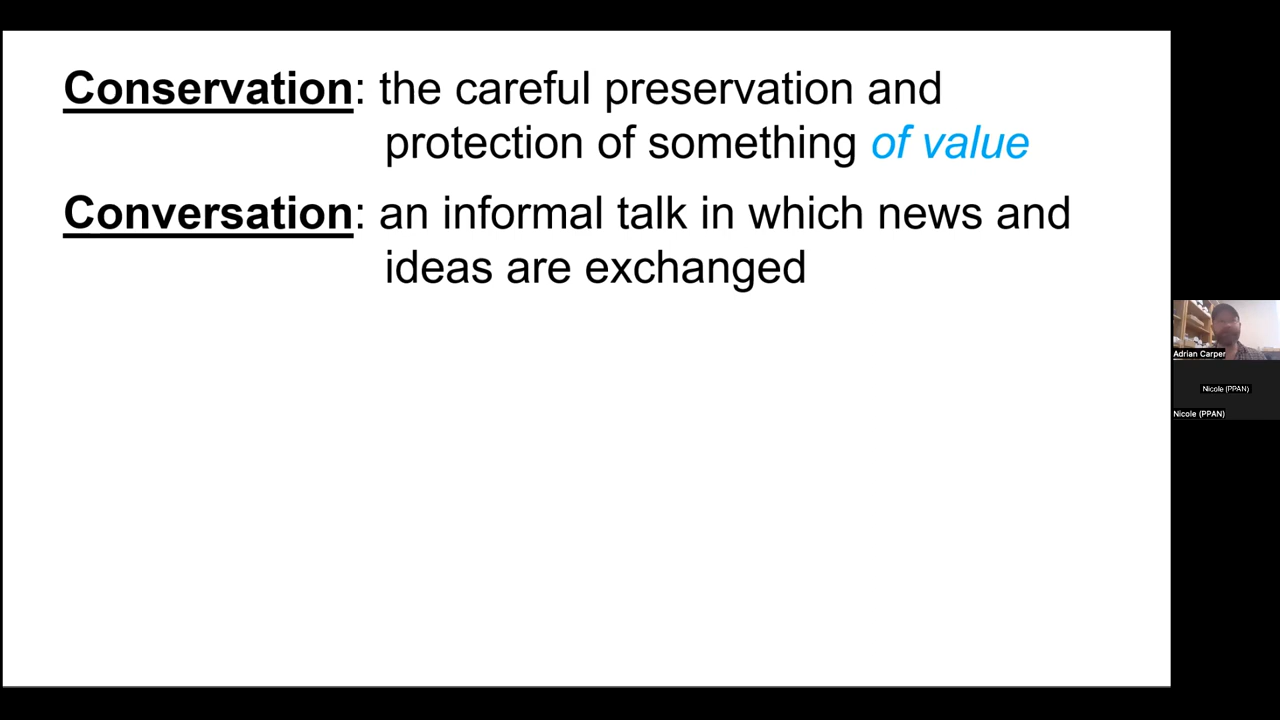 Conservation: the careful preservation and
protection of something of value
Conversation: an informal talk in which news and
ideas are exchanged
Adrian Carper
Nicole (PPAN)
Nicole (PPAN)